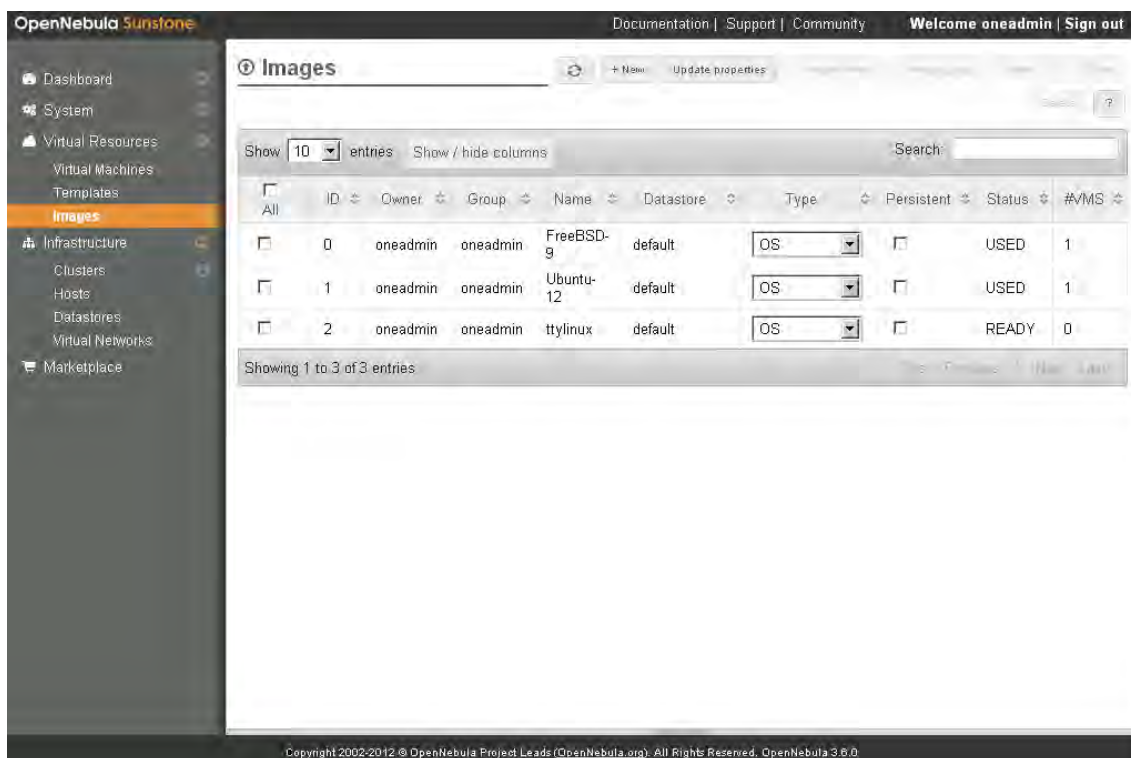 OpenNebula Sunstone
Documentation | Support | Community Welcome oneadmin | Sign out
Dashboard
System
Virtual Resources
Virtual Machines
Templates
Images
Infrastructure
Clusters
Hosts
Datastores
Virtual Networks
Marketplace
Images
+ New Update properties
?
Show 10 entries Show / hide columns Search:
All ID Owner Group Name Datastore Type Persistent Status #VMS
0 oneadmin oneadmin FreeBSD-9 default OS USED 1
1 oneadmin oneadmin Ubuntu-12 default OS USED 1
2 oneadmin oneadmin ttylinux default OS READY 0
Showing 1 to 3 of 3 entries Previous 1 Next Last
Copyright 2002-2012 © OpenNebula Project Leads (OpenNebula.org). All Rights Reserved. OpenNebula 3.6.0